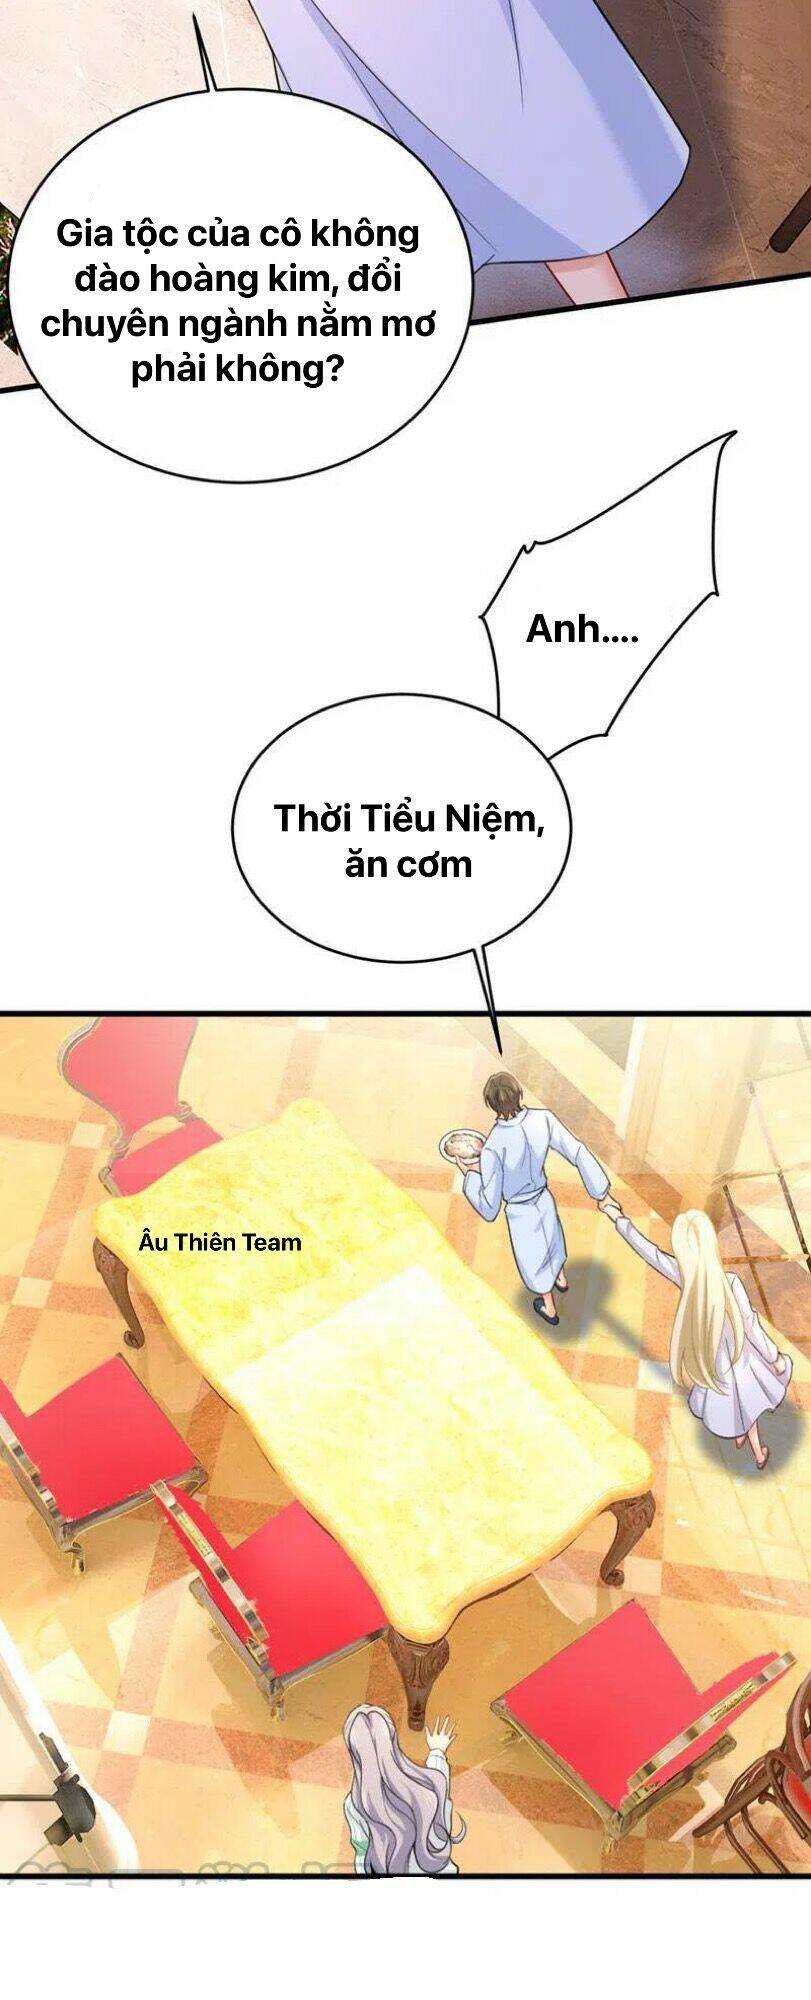 Gia tộc của cô không
đào hoàng kim, đổi
chuyên ngành nằm mơ
phải không?
Anh....
Thời Tiểu Niệm,
ăn cơm
Âu Thiên Team